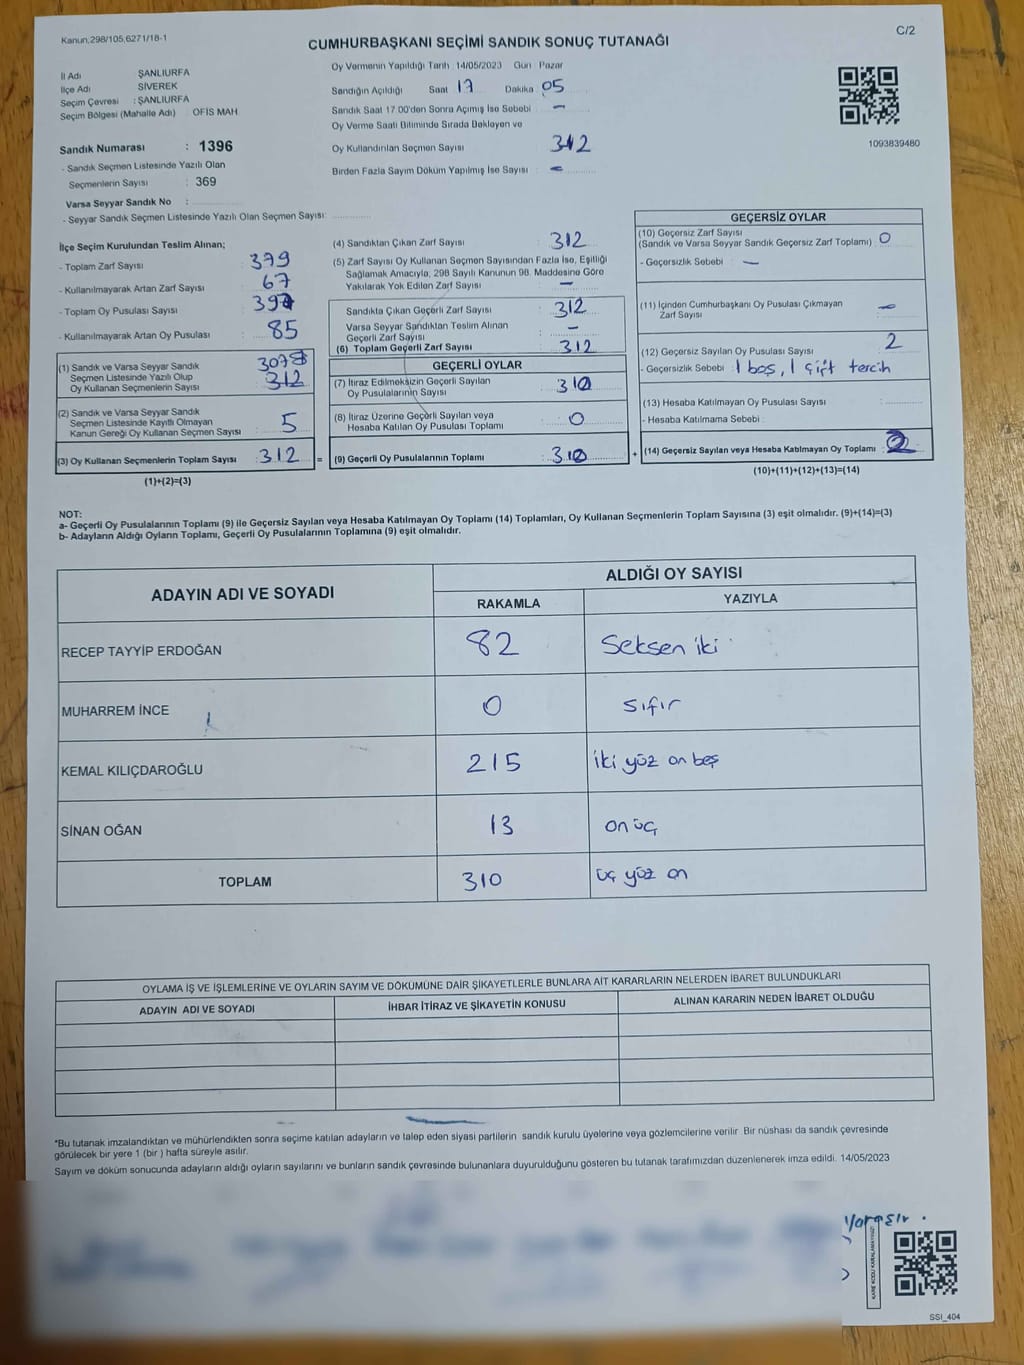 Kanun;298/105,6271/18-1
C/2
CUMHURBAŞKANI SEÇİMİ SANDIK SONUÇ TUTANAĞI
İl Adı ŞANLIURFA
İlçe Adı SİVEREK
Seçim Çevresi : ŞANLIURFA
Seçim Bölgesi (Mahalle Adı) OFİS MAH
Sandık Numarası : 1396
- Sandık Seçmen Listesinde Yazılı Olan
Seçmenlerin Sayısı : 369
Varsa Seyyar Sandık No :
- Seyyar Sandık Seçmen Listesinde Yazılı Olan Seçmen Sayısı:
Oy Vermenin Yapıldığı Tarih 14/05/2023 Gün Pazar
Sandığın Açıldığı Saat 17 Dakika 05
Sandık Saat 17.00'den Sonra Açımış İse Sebebi —
Oy Verme Saati Bitiminde Sırada Bekleyen ve
Oy Kullandırılan Seçmen Sayısı 312
Birden Fazla Sayım Döküm Yapılmış İse Sayısı : —
1093839480
İlçe Seçim Kurulundan Teslim Alınan;
- Toplam Zarf Sayısı : 379
- Kullanılmayarak Artan Zarf Sayısı : 67
- Toplam Oy Pusulası Sayısı :
- Kullanılmayarak Artan Oy Pusulası : 85
(1) Sandık ve Varsa Seyyar Sandık
Seçmen Listesinde Yazılı Olup
Oy Kullanan Seçmenlerin Sayısı 312
(2) Sandık ve Varsa Seyyar Sandık
Seçmen Listesinde Kayıtlı Olmayan
Kanun Gereği Oy Kullanan Seçmen Sayısı 5
(3) Oy Kullanan Seçmenlerin Toplam Sayısı : 312 =
(1)+(2)=(3)
(4) Sandıktan Çıkan Zarf Sayısı : 312
(5) Zarf Sayısı Oy Kullanan Seçmen Sayısından Fazla İse, Eşitliği
Sağlamak Amacıyla, 298 Sayılı Kanunun 98. Maddesine Göre
Yakılarak Yok Edilen Zarf Sayısı : —
Sandıkta Çıkan Geçerli Zarf Sayısı : 312
Varsa Seyyar Sandıktan Teslim Alınan
Geçerli Zarf Sayısı : —
(6) Toplam Geçerli Zarf Sayısı : 312
GEÇERLİ OYLAR
(7) İtiraz Edilmeksizin Geçerli Sayılan
Oy Pusulalarının Sayısı : 310
(8) İtiraz Üzerine Geçerli Sayılan veya
Hesaba Katılan Oy Pusulası Toplamı : 0
(9) Geçerli Oy Pusulalarının Toplamı : 310 +
GEÇERSİZ OYLAR
(10) Geçersiz Zarf Sayısı
(Sandık ve Varsa Seyyar Sandık Geçersiz Zarf Toplamı) 0
- Geçersizlik Sebebi : —
(11) İçinden Cumhurbaşkanı Oy Pusulası Çıkmayan
Zarf Sayısı : —
(12) Geçersiz Sayılan Oy Pusulası Sayısı : 2
- Geçersizlik Sebebi : 1 boş, 1 çift tercih
(13) Hesaba Katılmayan Oy Pusulası Sayısı :
- Hesaba Katılmama Sebebi :
(14) Geçersiz Sayılan veya Hesaba Katılmayan Oy Toplamı : 2
(10)+(11)+(12)+(13)=(14)
NOT:
a- Geçerli Oy Pusulalarının Toplamı (9) ile Geçersiz Sayılan veya Hesaba Katılmayan Oy Toplamı (14) Toplamları, Oy Kullanan Seçmenlerin Toplam Sayısına (3) eşit olmalıdır. (9)+(14)=(3)
b- Adayların Aldığı Oyların Toplamı, Geçerli Oy Pusulalarının Toplamına (9) eşit olmalıdır.
ADAYIN ADI VE SOYADI ALDIĞI OY SAYISI
RAKAMLA YAZIYLA
RECEP TAYYİP ERDOĞAN 82 Seksen iki
MUHARREM İNCE 0 sıfır
KEMAL KILIÇDAROĞLU 215 iki yüz on beş
SİNAN OĞAN 13 on üç
TOPLAM 310 üç yüz on
OYLAMA İŞ VE İŞLEMLERİNE VE OYLARIN SAYIM VE DÖKÜMÜNE DAİR ŞİKAYETLERLE BUNLARA AİT KARARLARIN NELERDEN İBARET BULUNDUKLARI
ADAYIN ADI VE SOYADI İHBAR İTİRAZ VE ŞİKAYETİN KONUSU ALINAN KARARIN NEDEN İBARET OLDUĞU
*Bu tutanak imzalandıktan ve mühürlendikten sonra seçime katılan adayların ve talep eden siyasi partilerin sandık kurulu üyelerine veya gözlemcilerine verilir. Bir nüshası da sandık çevresinde
görülecek bir yere 1 (bir ) hafta süreyle asılır.
Sayım ve döküm sonucunda adayların aldığı oyların sayılarını ve bunların sandık çevresinde bulunanlara duyurulduğunu gösteren bu tutanak tarafımızdan düzenlenerek imza edildi. 14/05/2023
KARE KODU KARALAMAYINIZ!
SSI_404